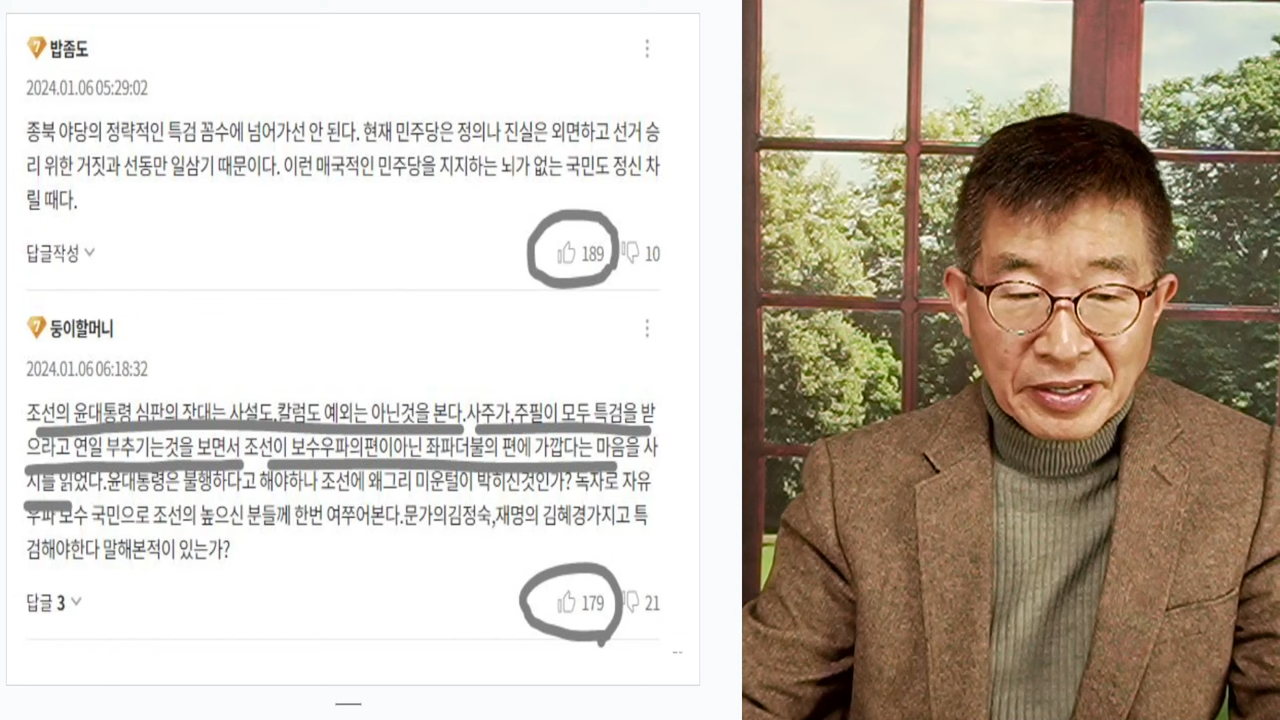 7 밥좀도
2024.01.06 05:29:02
종북 야당의 정략적인 특검 꼼수에 넘어가선 안 된다. 현재 민주당은 정의나 진실은 외면하고 선거 승
리 위한 거짓과 선동만 일삼기 때문이다. 이런 매국적인 민주당을 지지하는 뇌가 없는 국민도 정신 차
릴 때다.
답글작성 189 10
7 둥이할머니
2024.01.06 06:18:32
조선의 윤대통령 심판의 잣대는 사설도,칼럼도 예외는 아닌것을 본다.사주가,주필이 모두 특검을 받
으라고 연일 부추기는것을 보면서 조선이 보수우파의편이아닌 좌파더불의 편에 가깝다는 마음을 사
지를 읽었다.윤대통령은 불행하다고 해야하나 조선에 왜그리 미운털이 박히신것인가? 독자로 자유
우파 보수 국민으로 조선의 높으신 분들께 한번 여쭈어본다.문가의김정숙,재명의 김혜경가지고 특
검해야한다 말해본적이 있는가?
답글 3 179 21